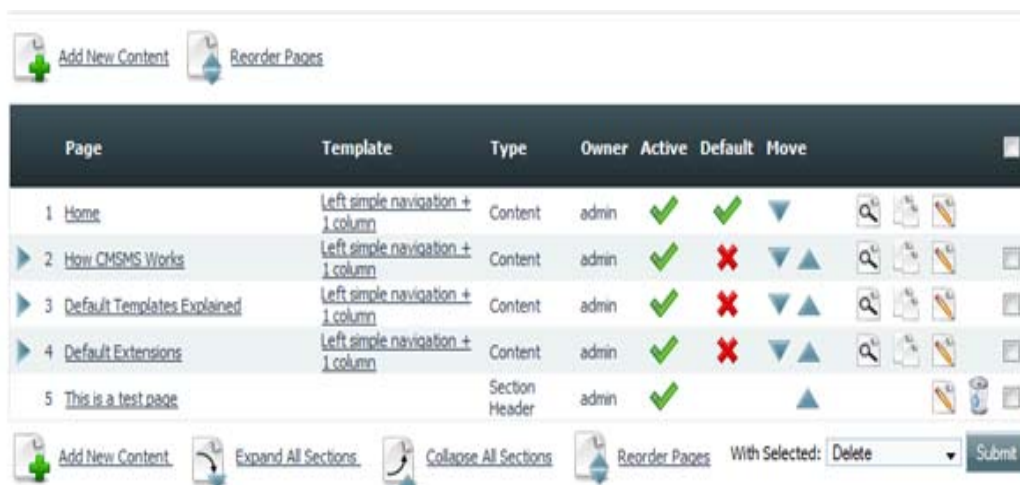 Add New Content Reorder Pages
Page Template Type Owner Active Default Move
1 Home Left simple navigation + 1 column Content admin
2 How CMSMS Works Left simple navigation + 1 column Content admin
3 Default Templates Explained Left simple navigation + 1 column Content admin
4 Default Extensions Left simple navigation + 1 column Content admin
5 This is a test page Section Header admin
Add New Content Expand All Sections Collapse All Sections Reorder Pages With Selected: Delete Submit